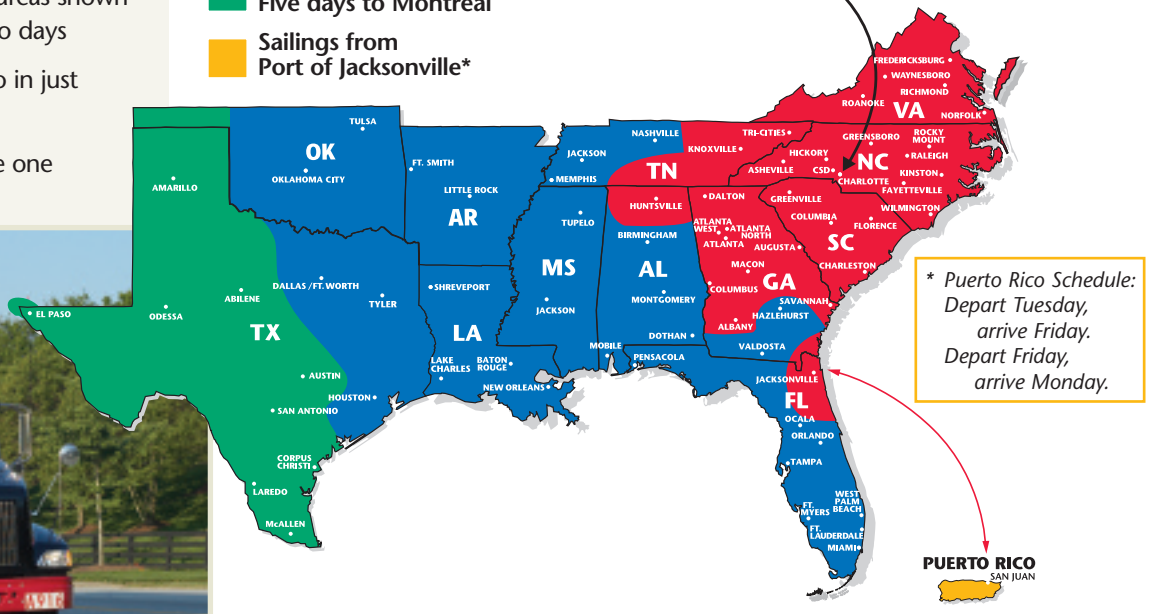 areas shown
o days
o in just
e one
Five days to Montreal
Sailings from
Port of Jacksonville*
FREDERICKSBURG
WAYNESBORO
RICHMOND
ROANOKE
VA
NORFOLK
TULSA
OK
OKLAHOMA CITY
FT. SMITH
LITTLE ROCK
AR
NASHVILLE
JACKSON
MEMPHIS
TRI-CITIES
KNOXVILLE
TN
GREENSBORO
ROCKY
MOUNT
HICKORY
NC
RALEIGH
ASHEVILLE
CSD
CHARLOTTE
KINSTON
FAYETTEVILLE
WILMINGTON
AMARILLO
HUNTSVILLE
DALTON
GREENVILLE
COLUMBIA
FLORENCE
TUPELO
BIRMINGHAM
ATLANTA
WEST
ATLANTA
NORTH
ATLANTA
AUGUSTA
SC
MS
AL
MACON
CHARLESTON
GA
DALLAS/FT.WORTH
SHREVEPORT
COLUMBUS
ABILENE
TYLER
MONTGOMERY
SAVANNAH
JACKSON
HAZLEHURST
EL PASO
ODESSA
TX
LA
ALBANY
DOTHAN
VALDOSTA
MOBILE
PENSACOLA
LAKE
CHARLES
BATON
ROUGE
NEW ORLEANS
AUSTIN
JACKSONVILLE
HOUSTON
FL
SAN ANTONIO
OCALA
ORLANDO
CORPUS
CHRISTI
TAMPA
LAREDO
WEST
PALM
BEACH
FT.
MYERS
McALLEN
FT.
LAUDERDALE
MIAMI
* Puerto Rico Schedule:
Depart Tuesday,
arrive Friday.
Depart Friday,
arrive Monday.
PUERTO RICO
SAN JUAN